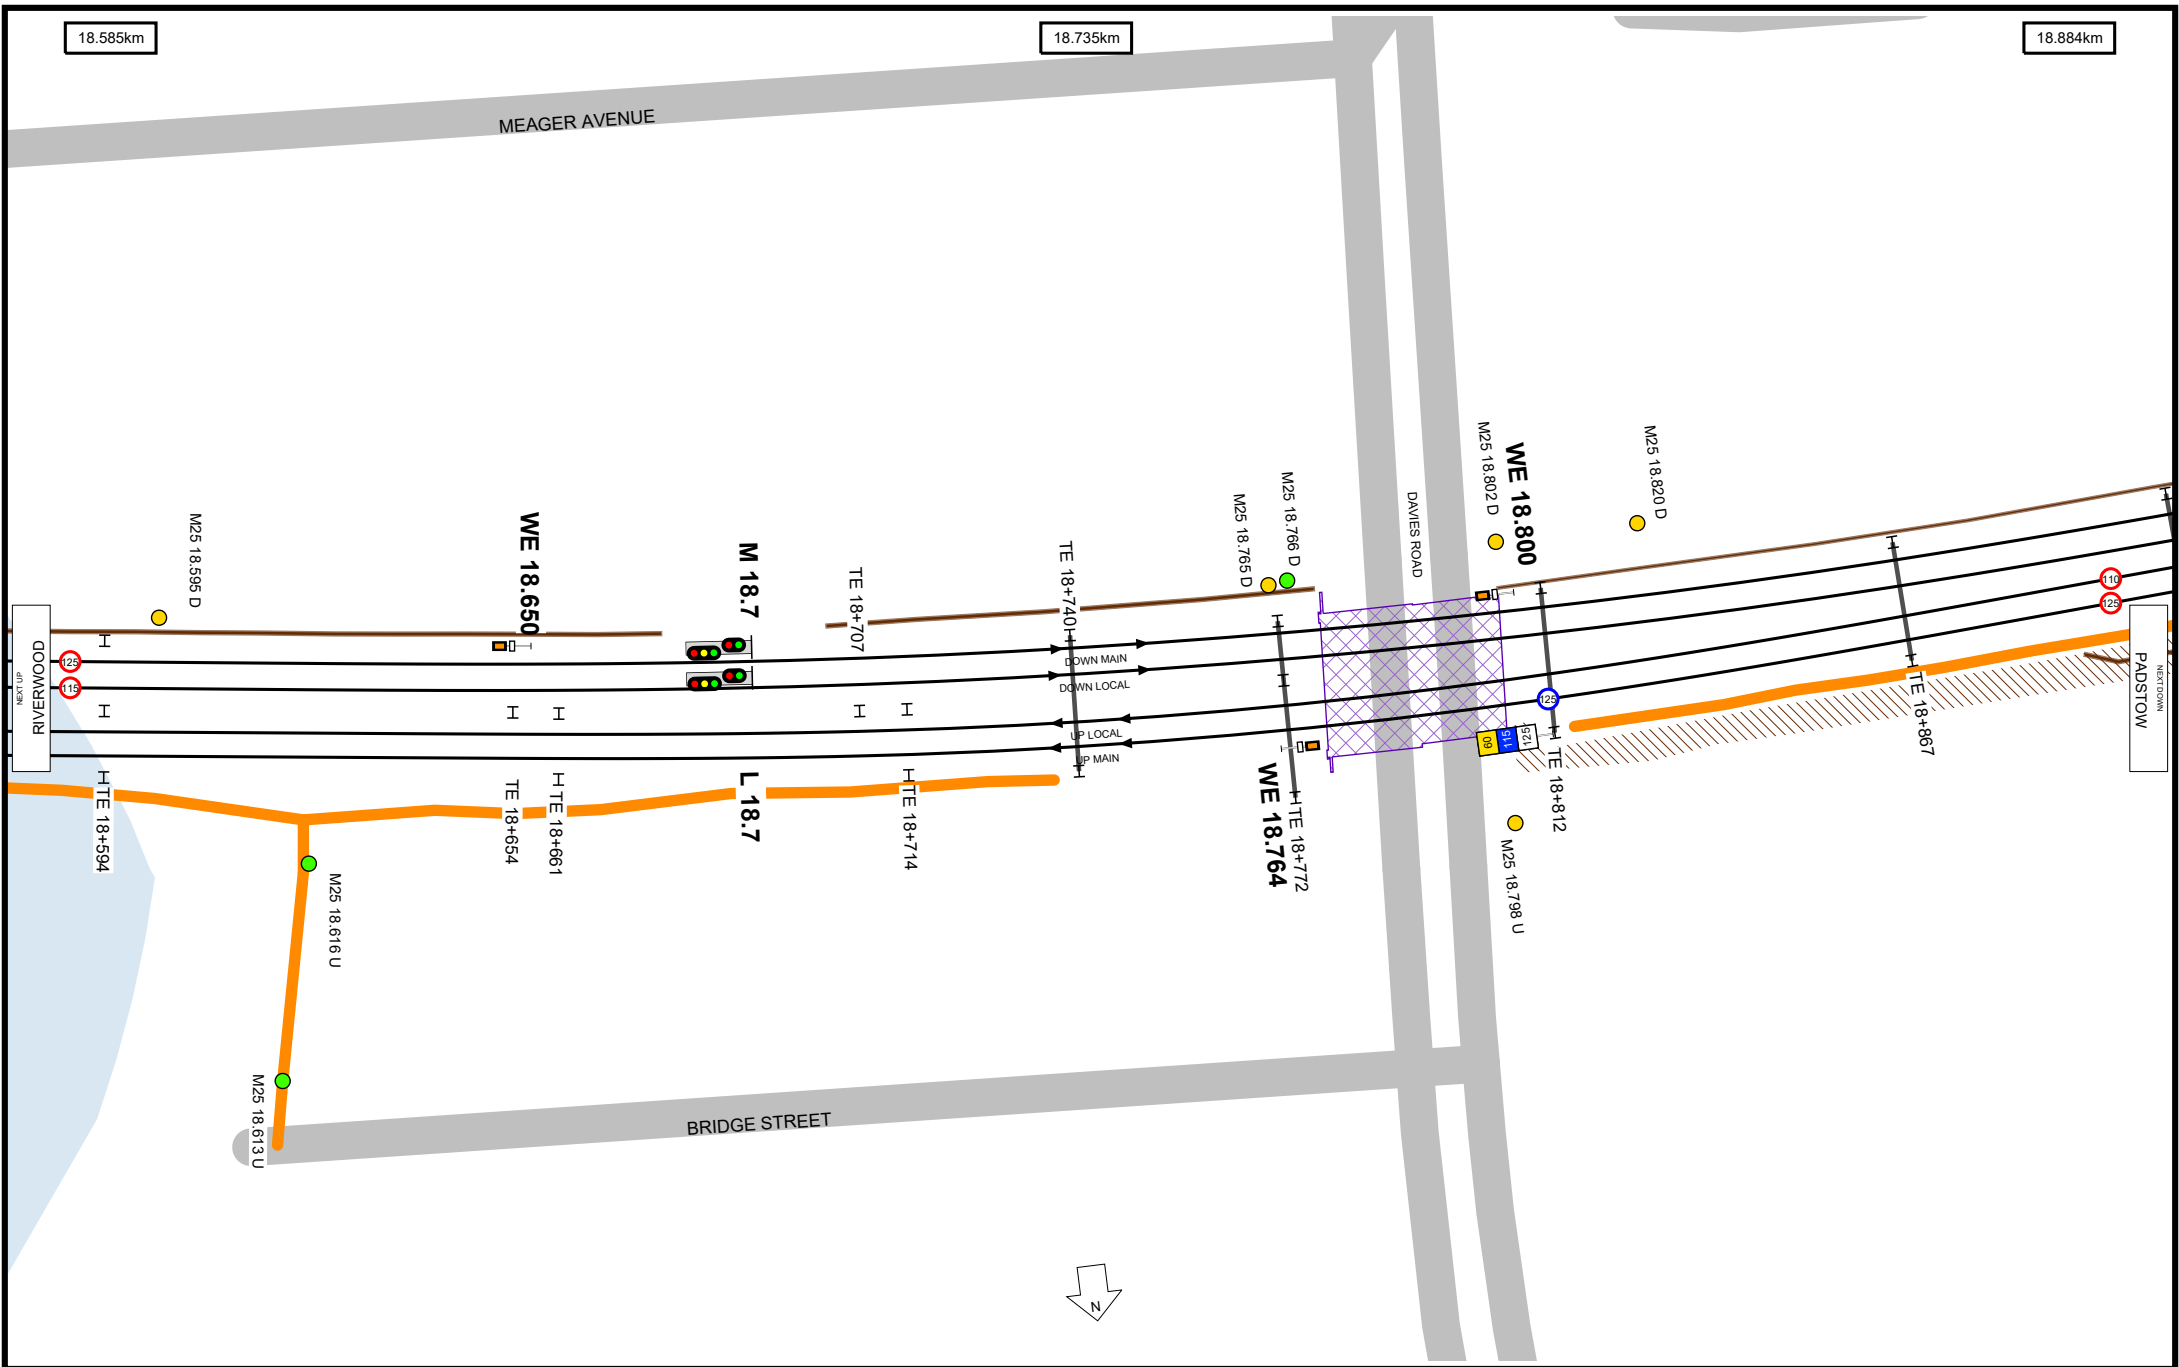 18.585km
18.735km
18.884km
MEAGER AVENUE
M25 18.595 D
WE 18.650
M 18.7
TE 18+707
TE 18+740
M25 18.765 D
M25 18.766 D
DAVIES ROAD
M25 18.802 D
WE 18.800
M25 18.820 D
NEXT UP
RIVERWOOD
125
115
DOWN MAIN
DOWN LOCAL
UP LOCAL
UP MAIN
110
125
125
60
115
125
PADSTOW
NEXT DOWN
TE 18+594
TE 18+654
TE 18+661
L 18.7
TE 18+714
WE 18.764
TE 18+772
TE 18+812
TE 18+867
M25 18.616 U
M25 18.798 U
M25 18.613 U
BRIDGE STREET
N